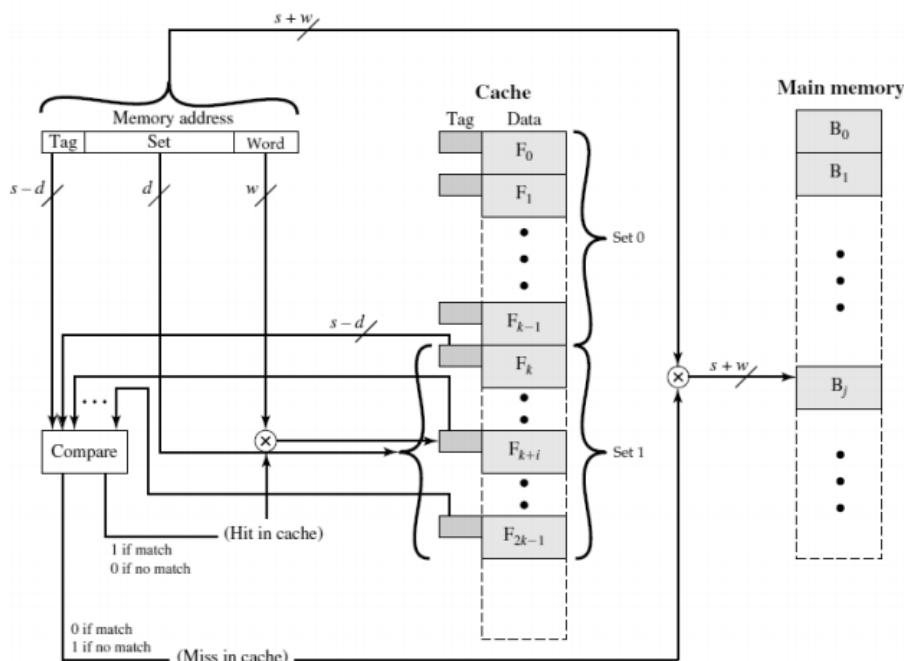 s + w
Cache
Main memory
Memory address
Tag Data
B0
Tag Set Word
F0
B1
s – d d w
F1
Set 0
s – d
Fk–1
Fk
s + w
Bj
• • •
Compare
Fk+i
Set 1
(Hit in cache)
F2k–1
1 if match
0 if no match
0 if match
1 if no match
(Miss in cache)